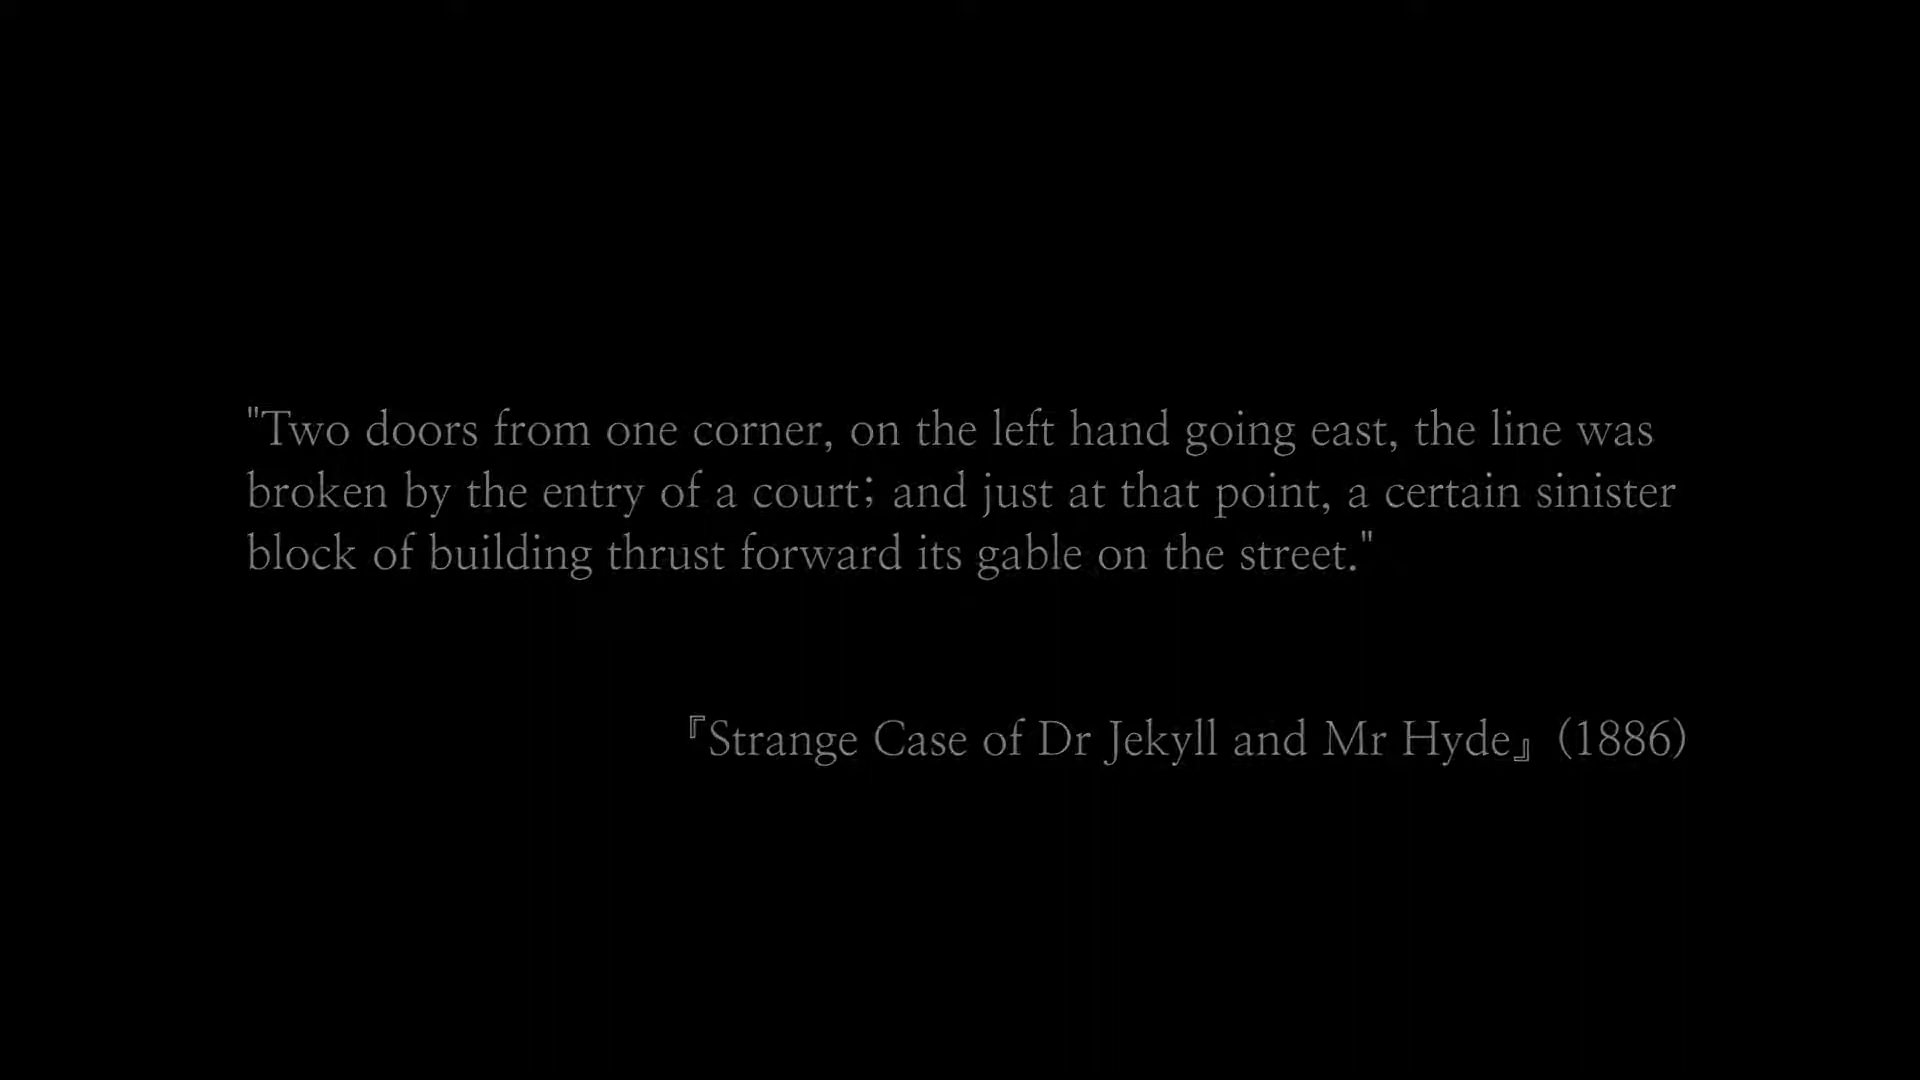 "Two doors from one corner, on the left hand going east, the line was
broken by the entry of a court; and just at that point, a certain sinister
block of building thrust forward its gable on the street."
『Strange Case of Dr Jekyll and Mr Hyde』 (1886)